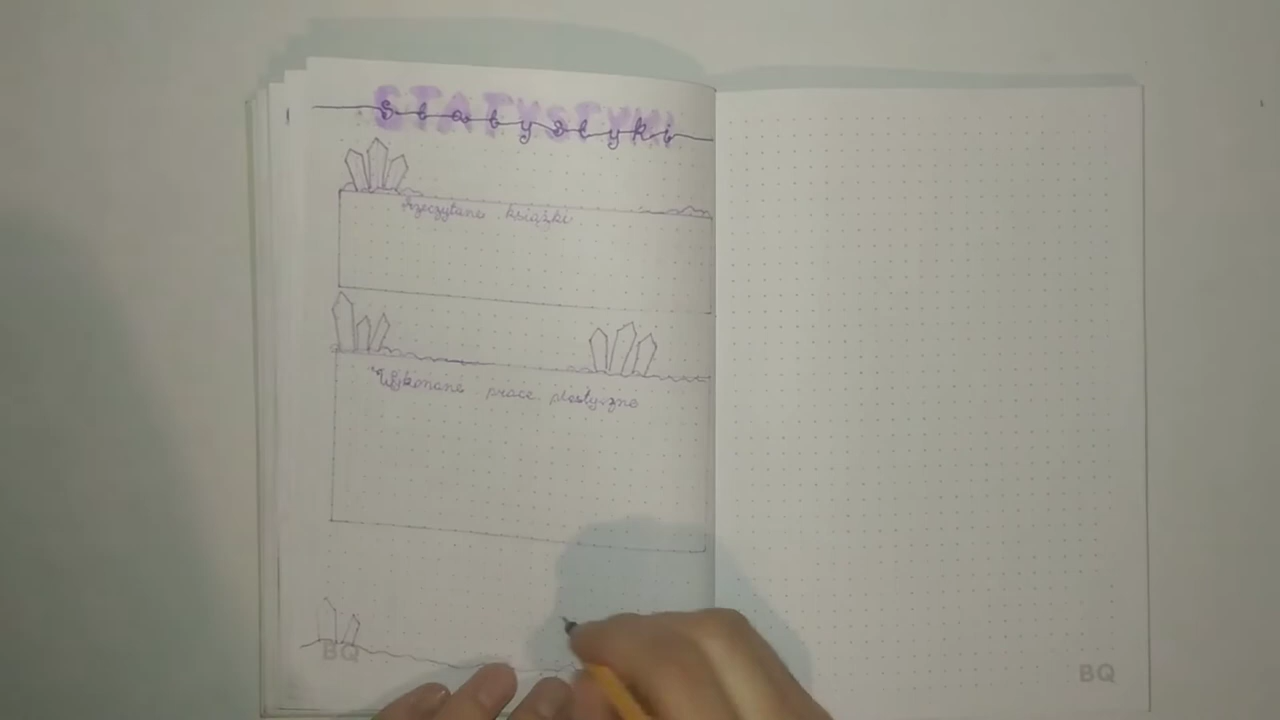 STATYSTYKI
statystyki
Przeczytane książki
Wykonane prace plastyczne
BQ
BQ